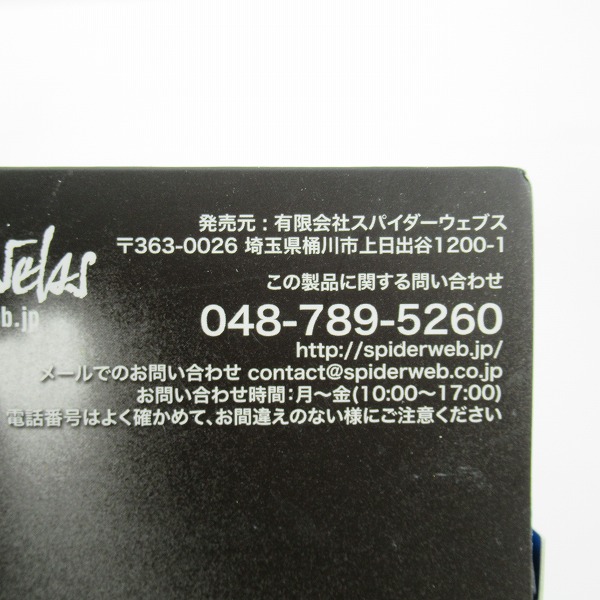 発売元：有限会社スパイダーウェブス
〒363-0026 埼玉県桶川市上日出谷1200-1
この製品に関する問い合わせ
048-789-5260
http://spiderweb.jp/
メールでのお問い合わせ contact@spiderweb.co.jp
お問い合わせ時間：月〜金(10:00〜17:00)
電話番号はよく確かめて、お間違えのない様にご注意ください
b.jp